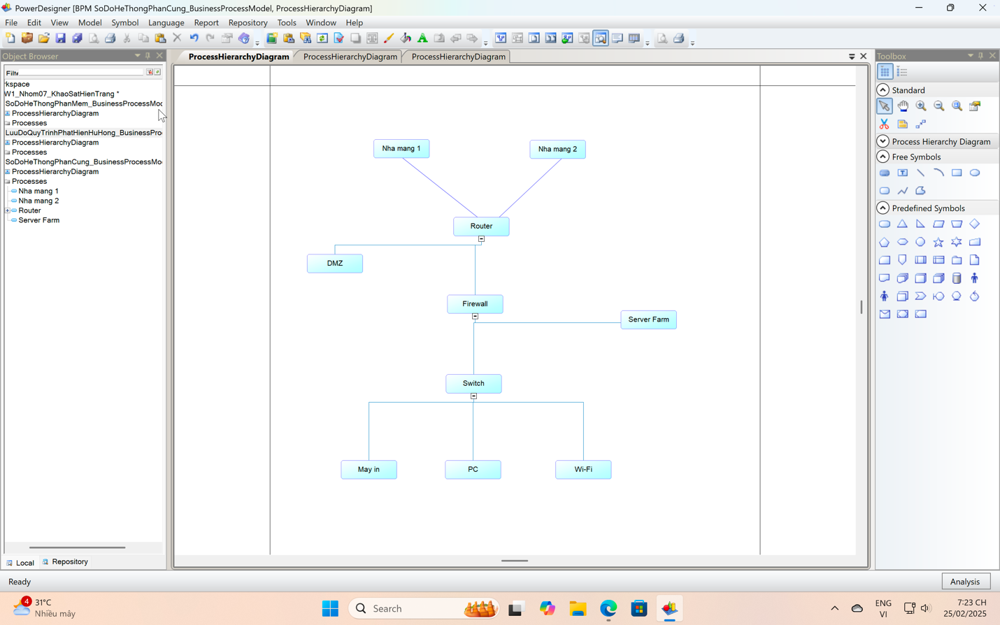 PowerDesigner [BPM SoDoHeThongPhanCung_BusinessProcessModel, ProcessHierarchyDiagram]
File Edit View Model Symbol Language Report Repository Tools Window Help
Object Browser
ProcessHierarchyDiagram ProcessHierarchyDiagram ProcessHierarchyDiagram
Toolbox
kspace
W1_Nhom07_KhaoSatHienTrang *
SoDoHeThongPhanMem_BusinessProcessMo
ProcessHierarchyDiagram
Processes
LuuDoQuyTrinhPhatHienHuHong_BusinessPro
ProcessHierarchyDiagram
Processes
SoDoHeThongPhanCung_BusinessProcessMo
ProcessHierarchyDiagram
Processes
Nha mang 1
Nha mang 2
Router
Server Farm
Local Repository
Nha mang 1
Nha mang 2
Router
DMZ
Firewall
Server Farm
Switch
May in
PC
Wi-Fi
Standard
Process Hierarchy Diagram
Free Symbols
Predefined Symbols
Ready
Analysis
4
31°C
Nhiều mây
Search
ENG
VI
7:23 CH
25/02/2025